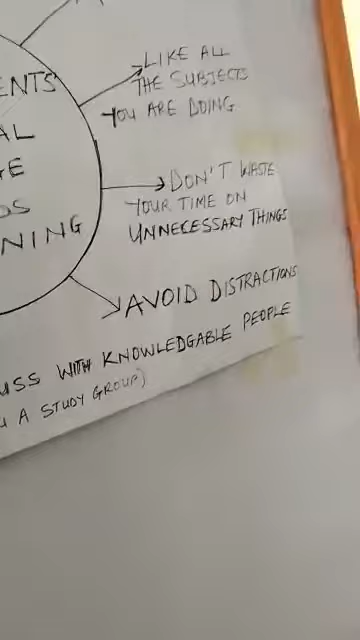 LIKE ALL
THE SUBJECTS
YOU ARE DOING
ENTS'
AL
GE
DS
NING
DON'T WASTE
YOUR TIME ON
UNNECESSARY THINGS
AVOID DISTRACTIONS
USS WITH KNOWLEDGABLE PEOPLE
A STUDY GROUP)